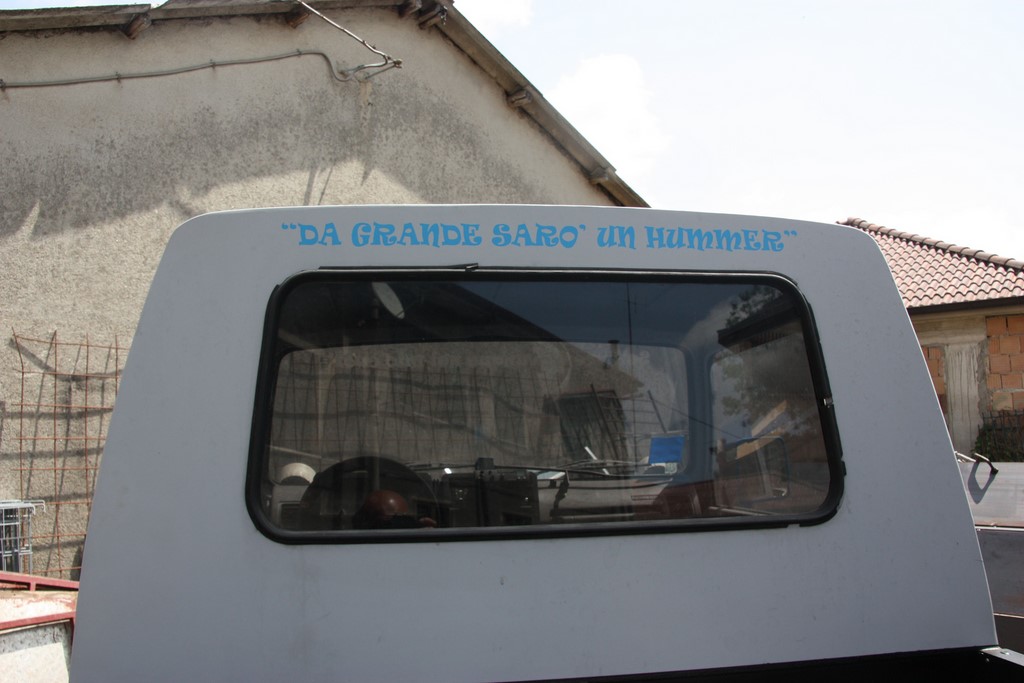 “DA GRANDE SARO’ UN HUMMER”